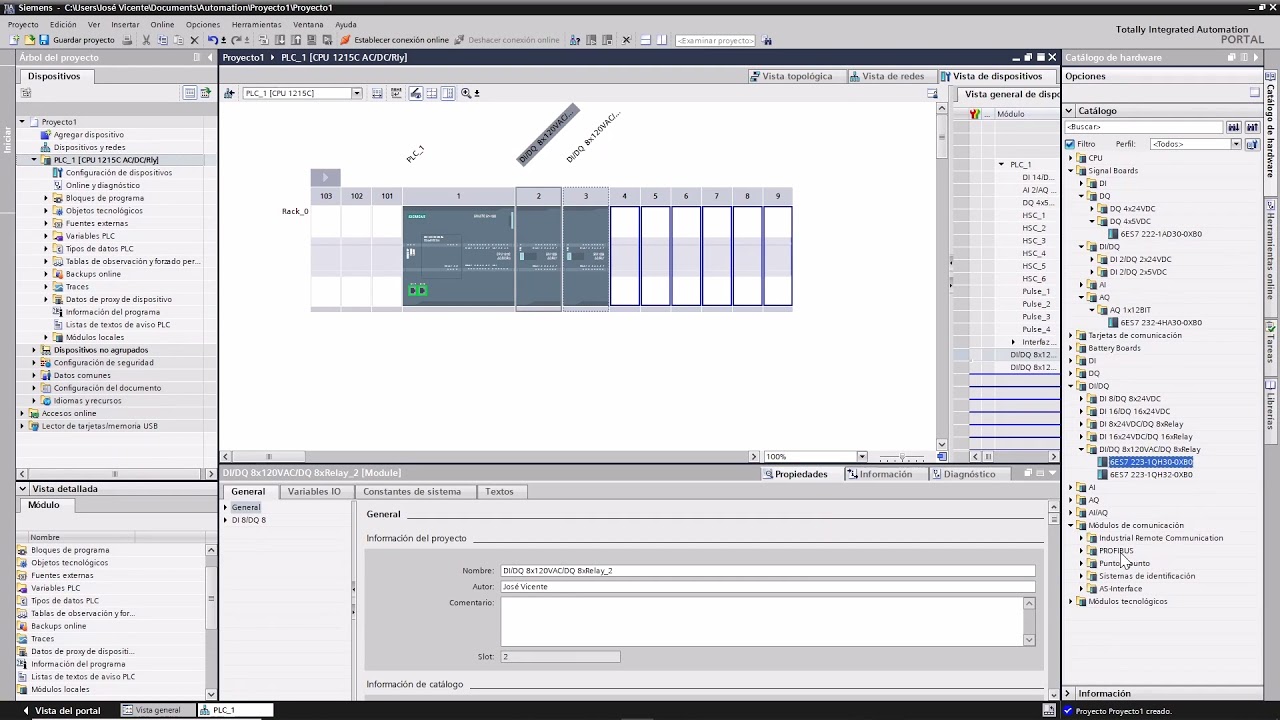 Siemens - C:\Users\José Vicente\Documents\Automation\Proyecto1\Proyecto1
Proyecto Edición Ver Insertar Online Opciones Herramientas Ventana Ayuda
Totally Integrated Automation
PORTAL
Guardar proyecto Establecer conexión online Deshacer conexión online <Examinar proyecto>
Árbol del proyecto
Dispositivos
Iniciar
Proyecto1
Agregar dispositivo
Dispositivos y redes
PLC_1 [CPU 1215C AC/DC/Rly]
Configuración de dispositivos
Online y diagnóstico
Bloques de programa
Objetos tecnológicos
Fuentes externas
Variables PLC
Tipos de datos PLC
Tablas de observación y forzado per...
Backups online
Traces
Datos de proxy de dispositivo
Información del programa
Listas de textos de aviso PLC
Módulos locales
Dispositivos no agrupados
Configuración de seguridad
Datos comunes
Configuración del documento
Idiomas y recursos
Accesos online
Lector de tarjetas/memoria USB
Vista detallada
Módulo
Nombre
Bloques de programa
Objetos tecnológicos
Fuentes externas
Variables PLC
Tipos de datos PLC
Tablas de observación y for...
Backups online
Traces
Datos de proxy de dispositi...
Información del programa
Listas de textos de aviso PLC
Módulos locales
Proyecto1 PLC_1 [CPU 1215C AC/DC/Rly]
Vista topológica Vista de redes Vista de dispositivos
PLC_1 [CPU 1215C]
PLC_1
DI/DQ 8x120VAC/...
DI/DQ 8x120VAC/...
103 102 101 1 2 3 4 5 6 7 8 9
Rack_0
SIEMENS
100%
Vista general de dispo
... Módulo
PLC_1
DI 14/D...
AI 2/AQ ...
DQ 4x5...
HSC_1
HSC_2
HSC_3
HSC_4
HSC_5
HSC_6
Pulse_1
Pulse_2
Pulse_3
Pulse_4
Interfaz...
DI/DQ 8x12...
DI/DQ 8x12...
DI/DQ 8x120VAC/DQ 8xRelay_2 [Module]
Propiedades Información Diagnóstico
General Variables IO Constantes de sistema Textos
General
DI 8/DQ 8
General
Información del proyecto
Nombre: DI/DQ 8x120VAC/DQ 8xRelay_2
Autor: José Vicente
Comentario:
Slot: 2
Información de catálogo
Catálogo de hardware
Opciones
Catálogo
<Buscar>
Filtro Perfil: <Todos>
CPU
Signal Boards
DI
DQ
DQ 4x24VDC
DQ 4x5VDC
6ES7 222-1AD30-0XB0
DI/DQ
DI 2/DQ 2x24VDC
DI 2/DQ 2x5VDC
AI
AQ
AQ 1x12BIT
6ES7 232-4HA30-0XB0
Tarjetas de comunicación
Battery Boards
DI
DQ
DI/DQ
DI 8/DQ 8x24VDC
DI 16/DQ 16x24VDC
DI 8x24VDC/DQ 8xRelay
DI 16x24VDC/DQ 16xRelay
DI/DQ 8x120VAC/DQ 8xRelay
6ES7 223-1QH30-0XB0
6ES7 223-1QH32-0XB0
AI
AQ
AI/AQ
Módulos de comunicación
Industrial Remote Communication
PROFIBUS
Punto a punto
Sistemas de identificación
AS-Interface
Módulos tecnológicos
Información
Catálogo de hardware
Herramientas online
Tareas
Librerías
Vista del portal Vista general PLC_1
Proyecto Proyecto1 creado.